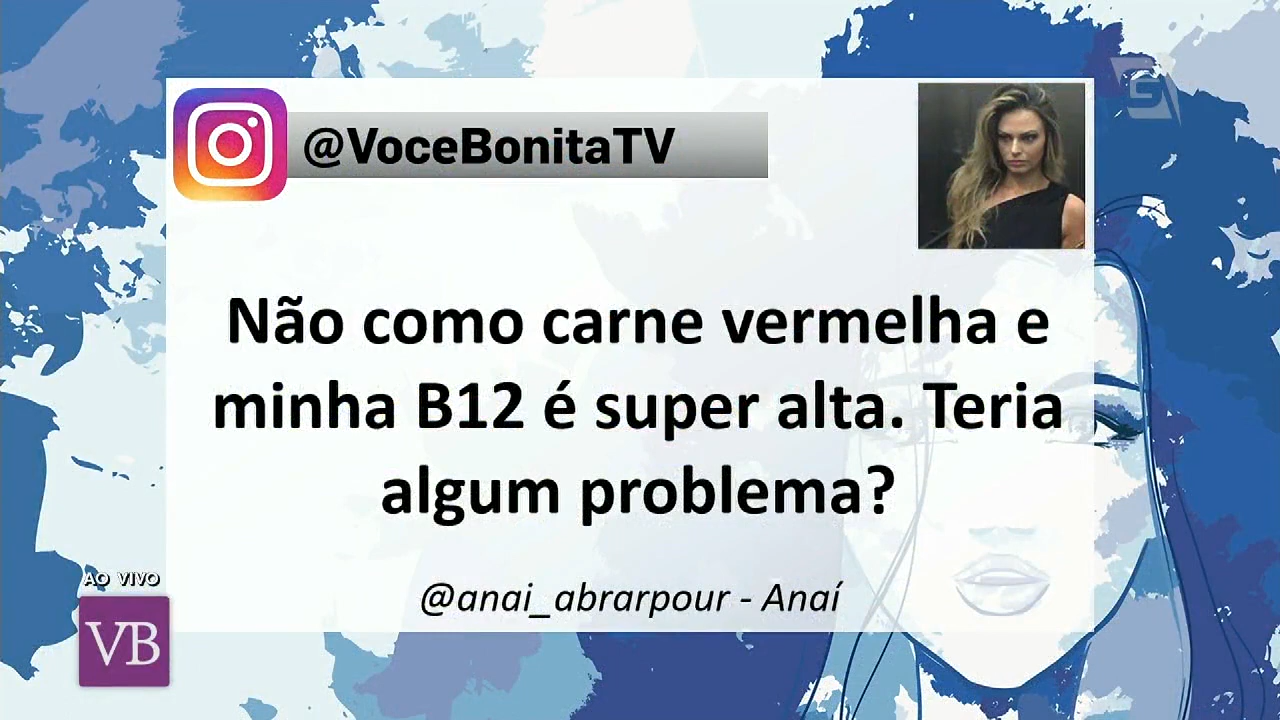 @VoceBonitaTV
Não como carne vermelha e
minha B12 é super alta. Teria
algum problema?
@anai_abrarpour - Anaí
AO VIVO
VB